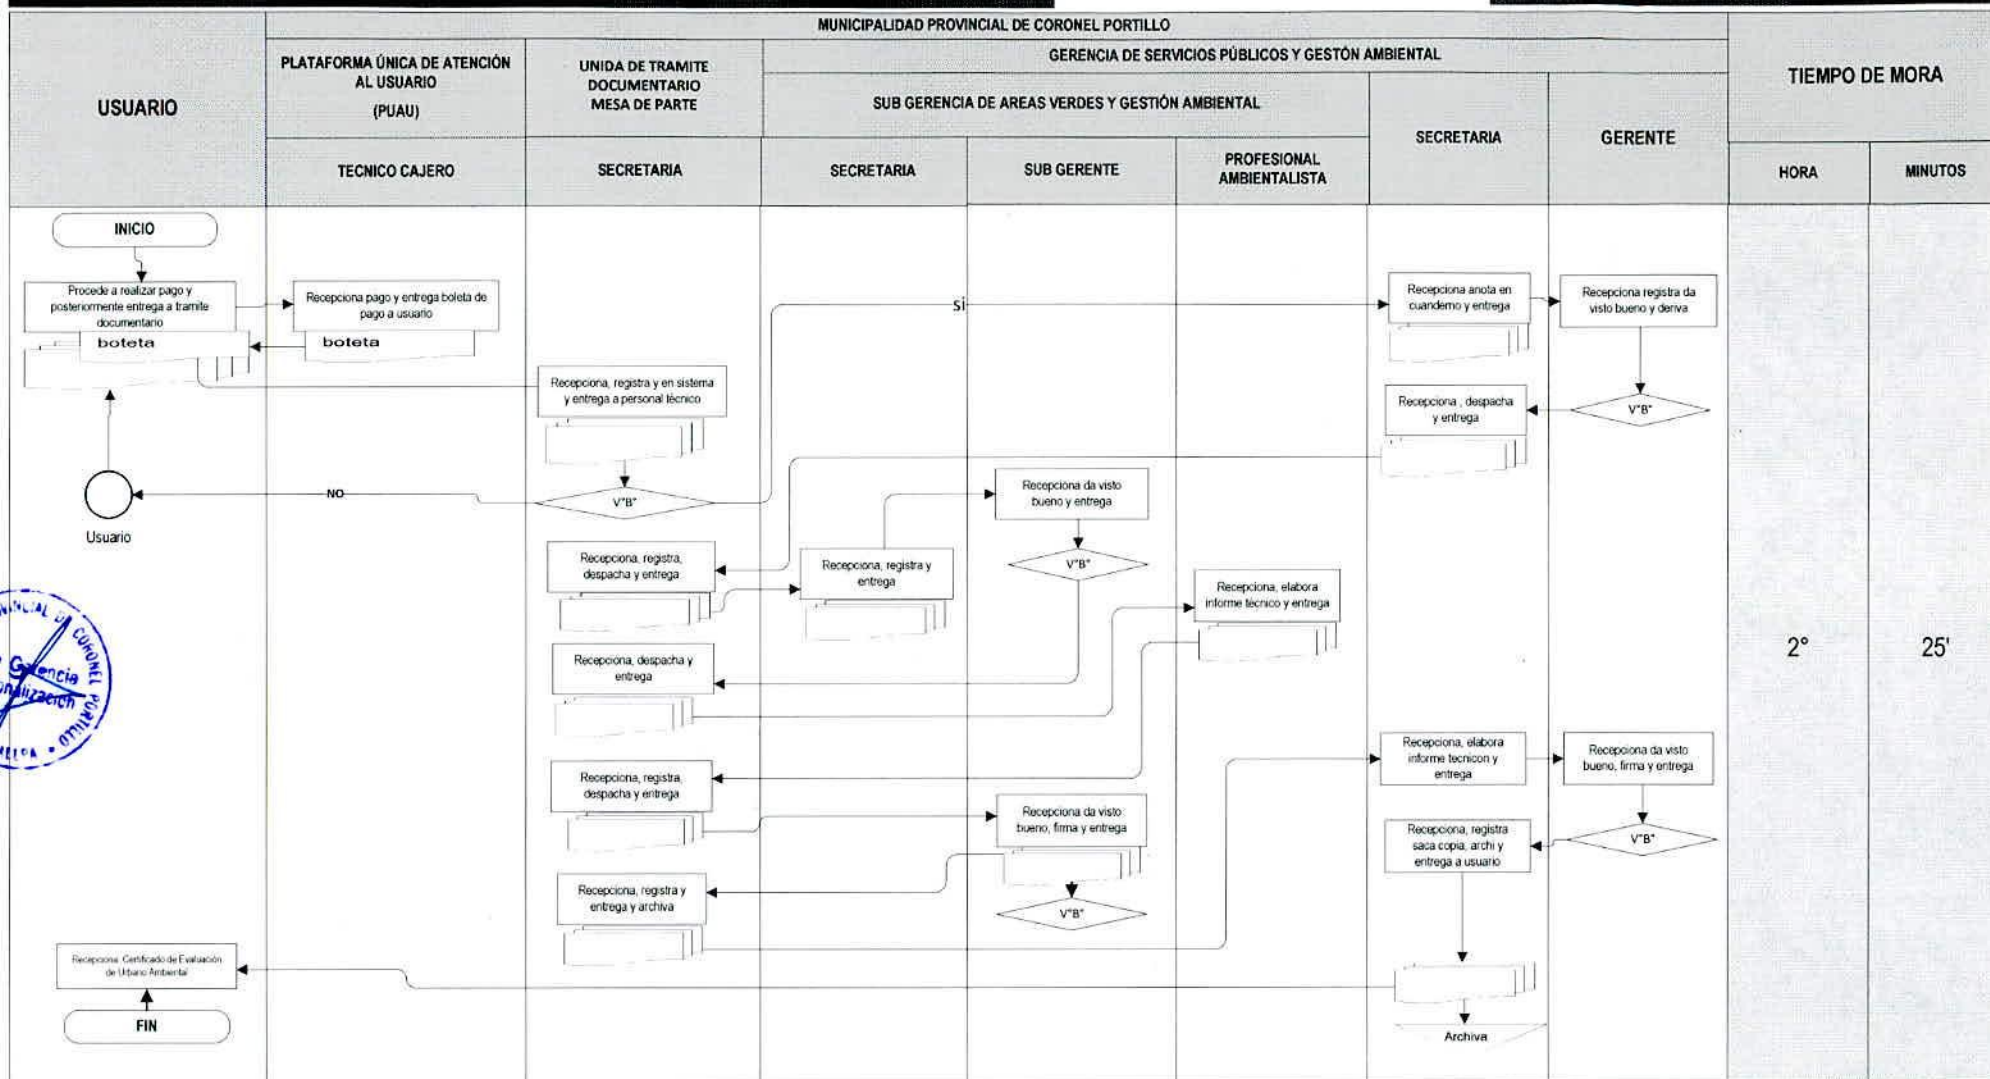 MUNICIPALIDAD PROVINCIAL DE CORONEL PORTILLO
USUARIO
PLATAFORMA ÚNICA DE ATENCIÓN
AL USUARIO
(PUAU)
UNIDA DE TRAMITE
DOCUMENTARIO
MESA DE PARTE
GERENCIA DE SERVICIOS PÚBLICOS Y GESTÓN AMBIENTAL
SUB GERENCIA DE AREAS VERDES Y GESTIÓN AMBIENTAL
TIEMPO DE MORA
TECNICO CAJERO
SECRETARIA
SECRETARIA
SUB GERENTE
PROFESIONAL
AMBIENTALISTA
SECRETARIA
GERENTE
HORA
MINUTOS
INICIO
Procede a realizar pago y
posteriormente entrega a tramite
documentario
boteta
Recepciona pago y entrega boleta de
pago a usuario
boteta
Si
Recepciona anota en
cuanderno y entrega
Recepciona registra da
visto bueno y deriva
Recepciona, registra y en sistema
y entrega a personal técnico
Recepciona , despacha
y entrega
V°B°
Usuario
NO
V°B°
Recepciona da visto
bueno y entrega
V°B°
Recepciona, registra,
despacha y entrega
Recepciona, registra y
entrega
Recepciona, elabora
informe técnico y entrega
Recepciona, despacha y
entrega
2°
25'
Recepciona, registra,
despacha y entrega
Recepciona da visto
bueno, firma y entrega
V°B°
Recepciona, elabora
informe tecnicon y
entrega
Recepciona da visto
bueno, firma y entrega
V°B°
Recepciona, registra
saca copia, archi y
entrega a usuario
Recepciona, registra y
entrega y archiva
Recepciona Certificado de Evaluación
de Urbano Ambiental
FIN
Archiva
CORONEL PORTILLO
Gerencia